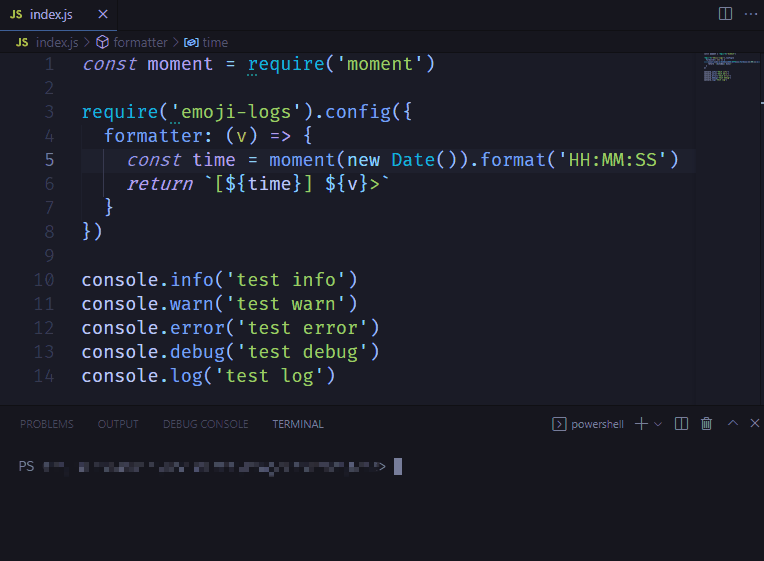 JS index.js
JS index.js > formatter > time
1 const moment = require('moment')
2
3 require('emoji-logs').config({
4 formatter: (v) => {
5 const time = moment(new Date()).format('HH:MM:SS')
6 return `[${time}] ${v}>`
7 }
8 })
9
10 console.info('test info')
11 console.warn('test warn')
12 console.error('test error')
13 console.debug('test debug')
14 console.log('test log')
PROBLEMS OUTPUT DEBUG CONSOLE TERMINAL powershell
PS >